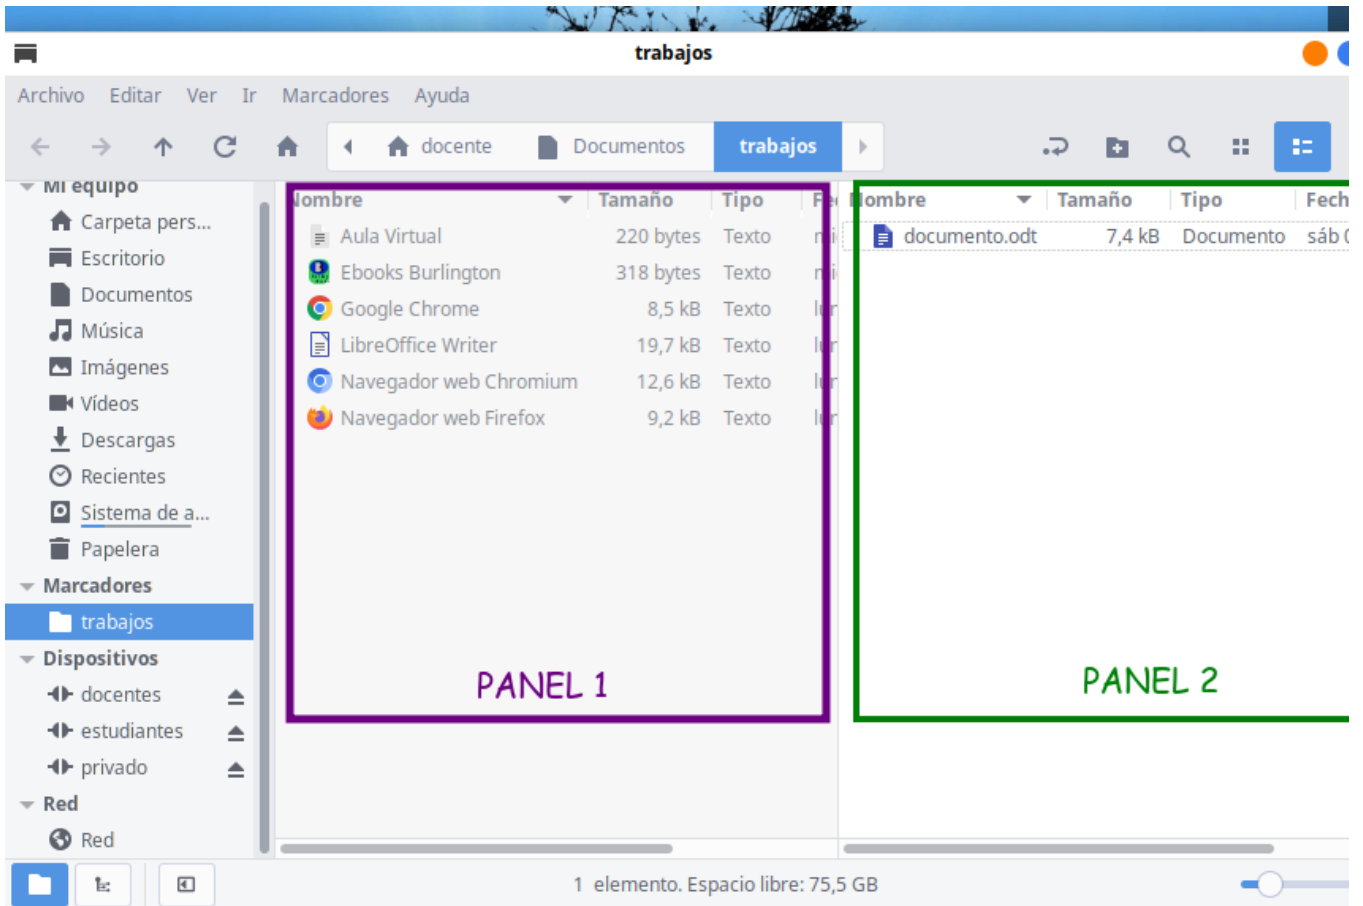 trabajos
Archivo Editar Ver Ir Marcadores Ayuda
docente Documentos trabajos
Mi equipo
Carpeta pers...
Escritorio
Documentos
Música
Imágenes
Vídeos
Descargas
Recientes
Sistema de a...
Papelera
Marcadores
trabajos
Dispositivos
docentes
estudiantes
privado
Red
Red
Nombre Tamaño Tipo
Aula Virtual 220 bytes Texto
Ebooks Burlington 318 bytes Texto
Google Chrome 8,5 kB Texto
LibreOffice Writer 19,7 kB Texto
Navegador web Chromium 12,6 kB Texto
Navegador web Firefox 9,2 kB Texto
PANEL 1
Nombre Tamaño Tipo Fech
documento.odt 7,4 kB Documento sáb
PANEL 2
1 elemento. Espacio libre: 75,5 GB